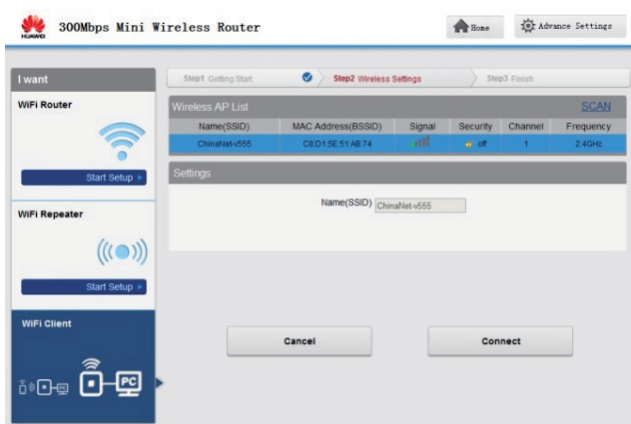 HUAWEI
300Mbps Mini Wireless Router
Home
Advance Settings
I want
Step1 Getting Start
Step2 Wireless Settings
Step3 Finish
WiFi Router
Start Setup
WiFi Repeater
Start Setup
WiFi Client
PC
PC
Wireless AP List
SCAN
Name(SSID) MAC Address(BSSID) Signal Security Channel Frequency
ChinaNet-v555 C8:D1:5E:51:AB:74 off 1 2.4GHz
Settings
Name(SSID) ChinaNet-v555
Cancel
Connect